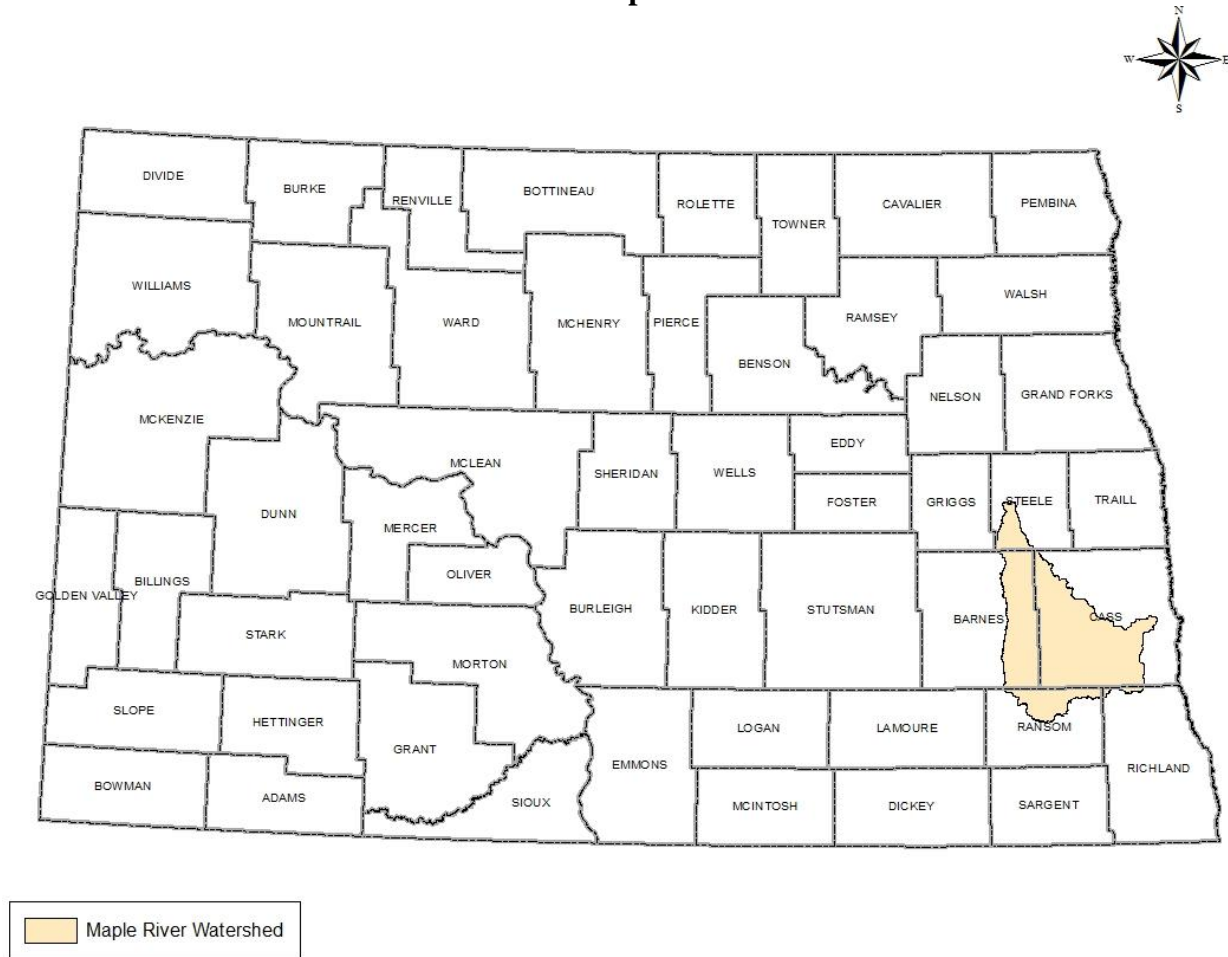 N
W E
S
DIVIDE
BURKE
RENVILLE
BOTTINEAU
ROLETTE
TOWNER
CAVALIER
PEMBINA
WILLIAMS
MOUNTRAIL
WARD
MCHENRY
PIERCE
BENSON
RAMSEY
WALSH
MCKENZIE
NELSON
GRAND FORKS
MCLEAN
SHERIDAN
WELLS
EDDY
FOSTER
GRIGGS
STEELE
TRAILL
DUNN
MERCER
OLIVER
GOLDEN VALLEY
BILLINGS
STARK
BURLEIGH
KIDDER
STUTSMAN
BARNES
CASS
MORTON
SLOPE
HETTINGER
GRANT
LOGAN
LAMOURE
RANSOM
EMMONS
RICHLAND
BOWMAN
ADAMS
SIOUX
MCINTOSH
DICKEY
SARGENT
Maple River Watershed